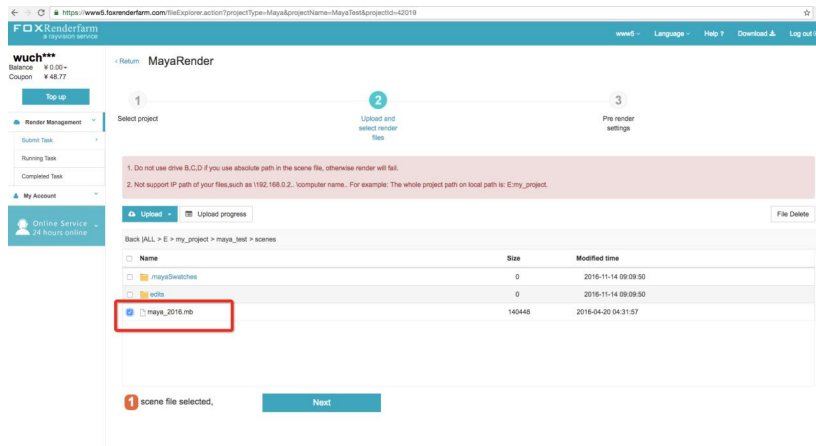 https://www5.foxrenderfarm.com/fileExplorer.action?projectType=Maya&projectName=MayaTest&projectId=42019
FOXRenderfarm
a rayvision service
www5 Language Help ? Download Log out
wuch***
Balance ¥ 0.00
Coupon ¥ 48.77
Top up
Render Management
Submit Task
Running Task
Completed Task
My Account
Online Service
24 hours online
‹ Return MayaRender
1 2 3
Select project Upload and select render files Pre render settings
1. Do not use drive B,C,D if you use absolute path in the scene file, otherwise render will fail.
2. Not support IP path of your files,such as \192.168.0.2.. \computer name.. For example: The whole project path on local path is: E:my_project.
Upload Upload progress File Delete
Back |ALL > E > my_project > maya_test > scenes
Name Size Modified time
.mayaSwatches 0 2016-11-14 09:09:50
edits 0 2016-11-14 09:09:50
maya_2016.mb 140448 2016-04-20 04:31:57
1 scene file selected, Next